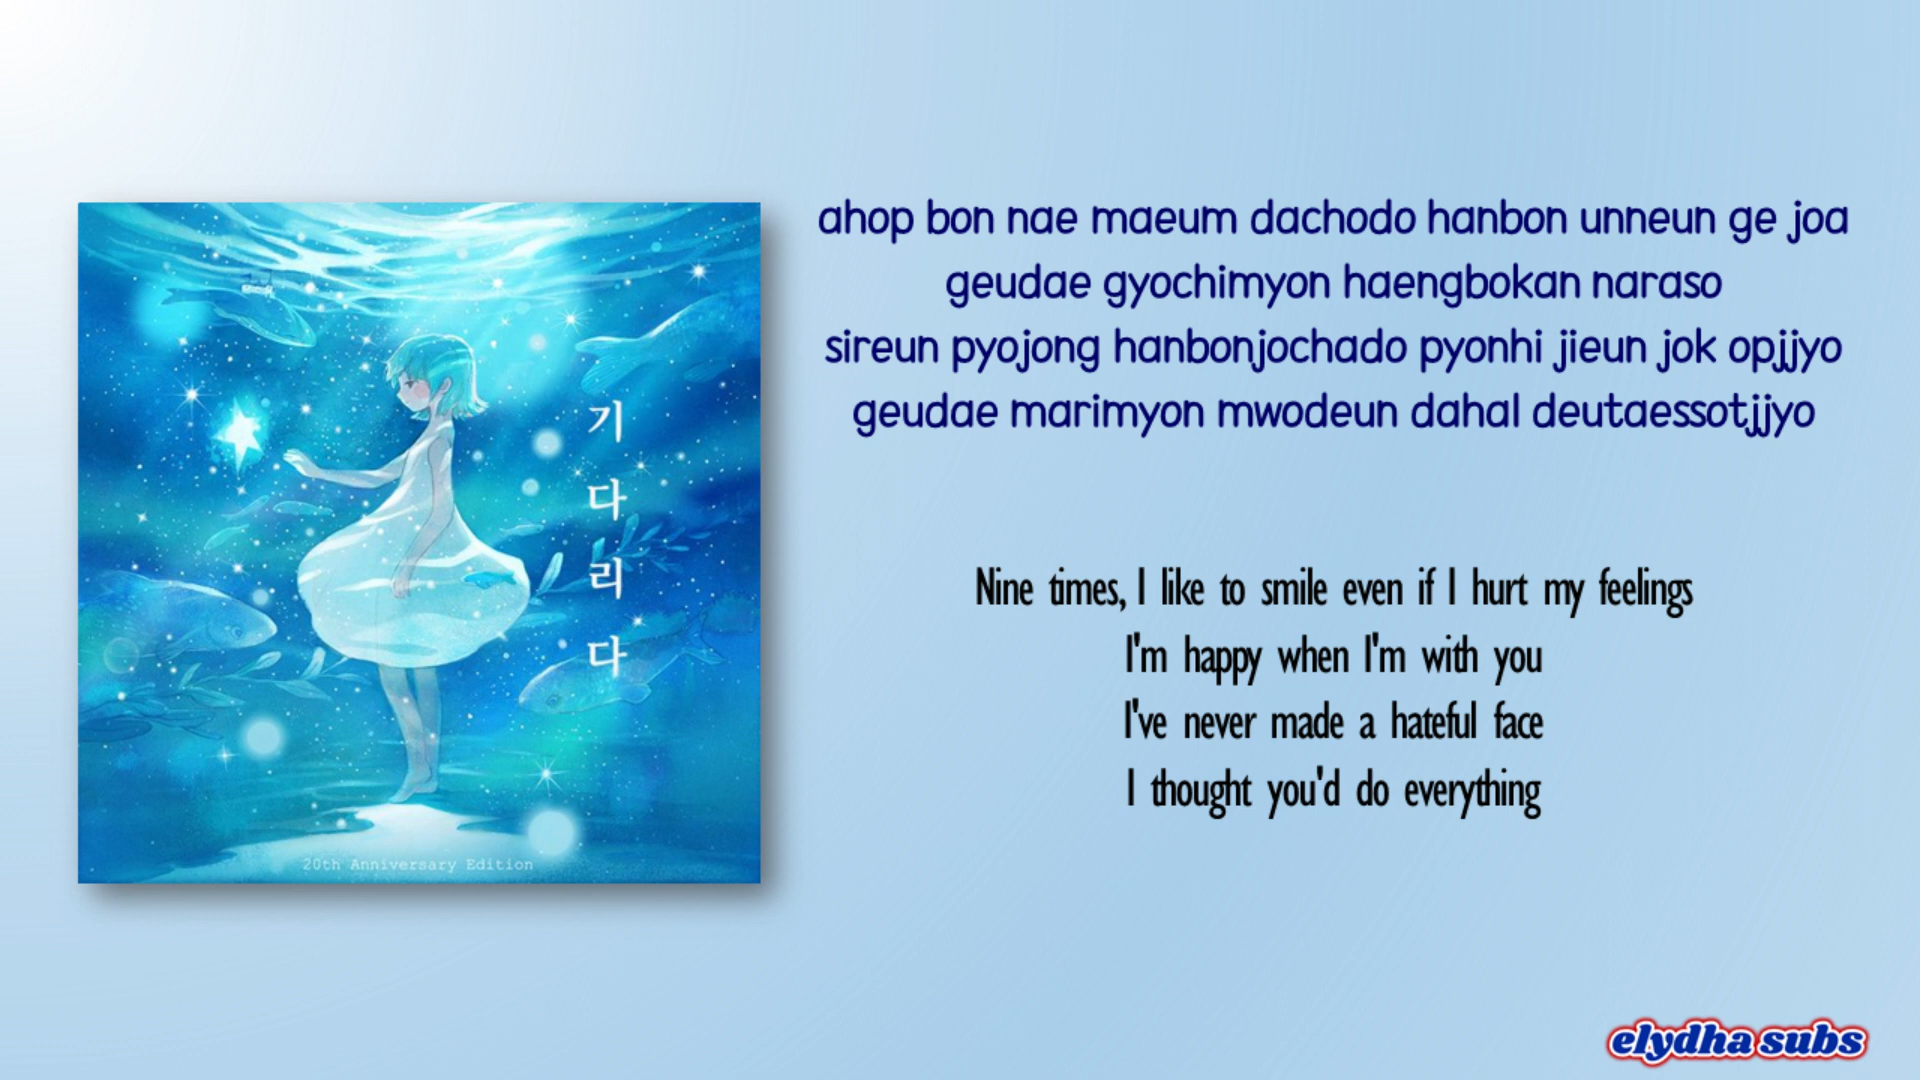 기다리다
20th Anniversary Edition
ahop bon nae maeum dachodo hanbon unneun ge joa
geudae gyochimyon haengbokan naraso
sireun pyojong hanbonjochado pyonhi jieun jok opjjyo
geudae marimyon mwodeun dahal deutaessotjjyo
Nine times, I like to smile even if I hurt my feelings
I'm happy when I'm with you
I've never made a hateful face
I thought you'd do everything
elydha subs